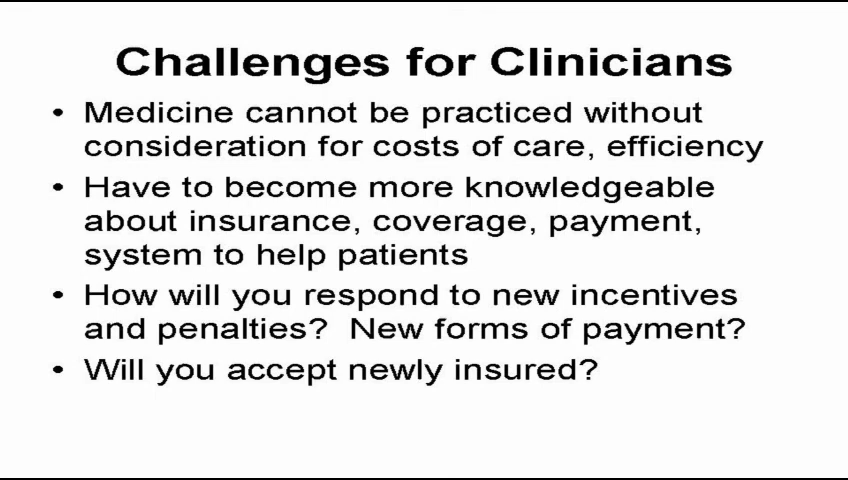 Challenges for Clinicians
• Medicine cannot be practiced without
consideration for costs of care, efficiency
• Have to become more knowledgeable
about insurance, coverage, payment,
system to help patients
• How will you respond to new incentives
and penalties?  New forms of payment?
• Will you accept newly insured?